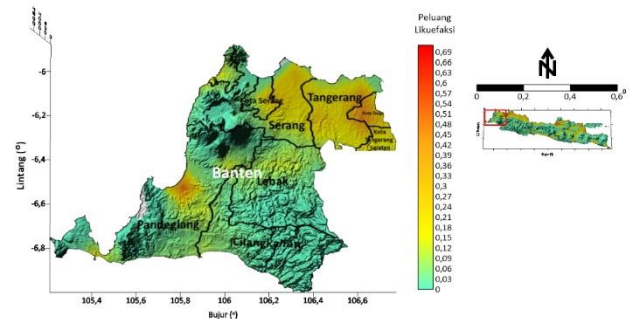 Peluang
Likuefaksi
0,69
0,66
0,63
0,6
0,57
0,54
0,51
0,48
0,45
0,42
0,39
0,36
0,33
0,3
0,27
0,24
0,21
0,18
0,15
0,12
0,09
0,06
0,03
0
N
0
0,2
0,4
0,6
Lintang (°)
-6
-6,2
-6,4
-6,6
-6,8
Kota Serang
Tangerang
Serang
Kota
Tangerang
Selatan
Banten
Lebak
Pandeglang
Cilangkahan
105,4
105,6
105,8
106
106,2
106,4
106,6
Bujur (°)